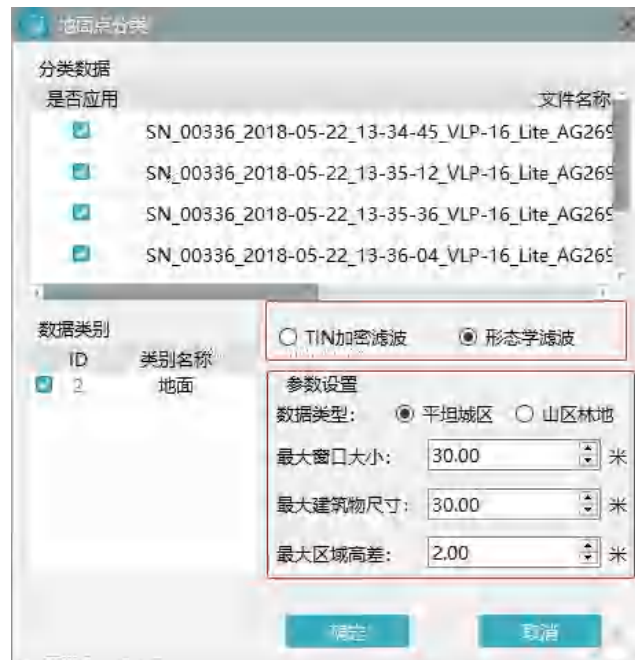 地面点分类
分类数据
是否应用 文件名称
SN_00336_2018-05-22_13-34-45_VLP-16_Lite_AG269
SN_00336_2018-05-22_13-35-12_VLP-16_Lite_AG269
SN_00336_2018-05-22_13-35-36_VLP-16_Lite_AG269
SN_00336_2018-05-22_13-36-04_VLP-16_Lite_AG269
数据类别
ID 类别名称
2 地面
TIN加密滤波 形态学滤波
参数设置
数据类型: 平坦城区 山区林地
最大窗口大小: 30.00 米
最大建筑物尺寸: 30.00 米
最大区域高差: 2.00 米
确定 取消